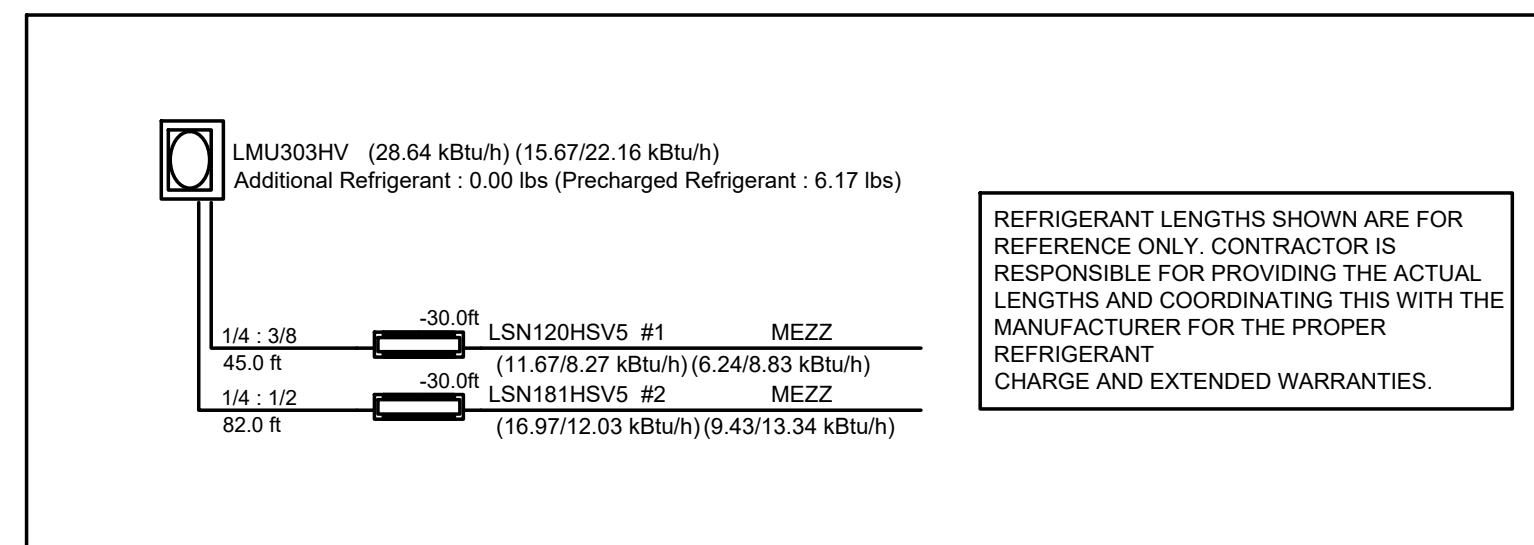 LMU303HV (28.64 kBtu/h) (15.67/22.16 kBtu/h)
Additional Refrigerant : 0.00 lbs (Precharged Refrigerant : 6.17 lbs)
1/4 : 3/8
45.0 ft
-30.0ft
LSN120HSV5 #1 MEZZ
(11.67/8.27 kBtu/h) (6.24/8.83 kBtu/h)
1/4 : 1/2
82.0 ft
-30.0ft
LSN181HSV5 #2 MEZZ
(16.97/12.03 kBtu/h) (9.43/13.34 kBtu/h)
REFRIGERANT LENGTHS SHOWN ARE FOR
REFERENCE ONLY. CONTRACTOR IS
RESPONSIBLE FOR PROVIDING THE ACTUAL
LENGTHS AND COORDINATING THIS WITH THE
MANUFACTURER FOR THE PROPER
REFRIGERANT
CHARGE AND EXTENDED WARRANTIES.